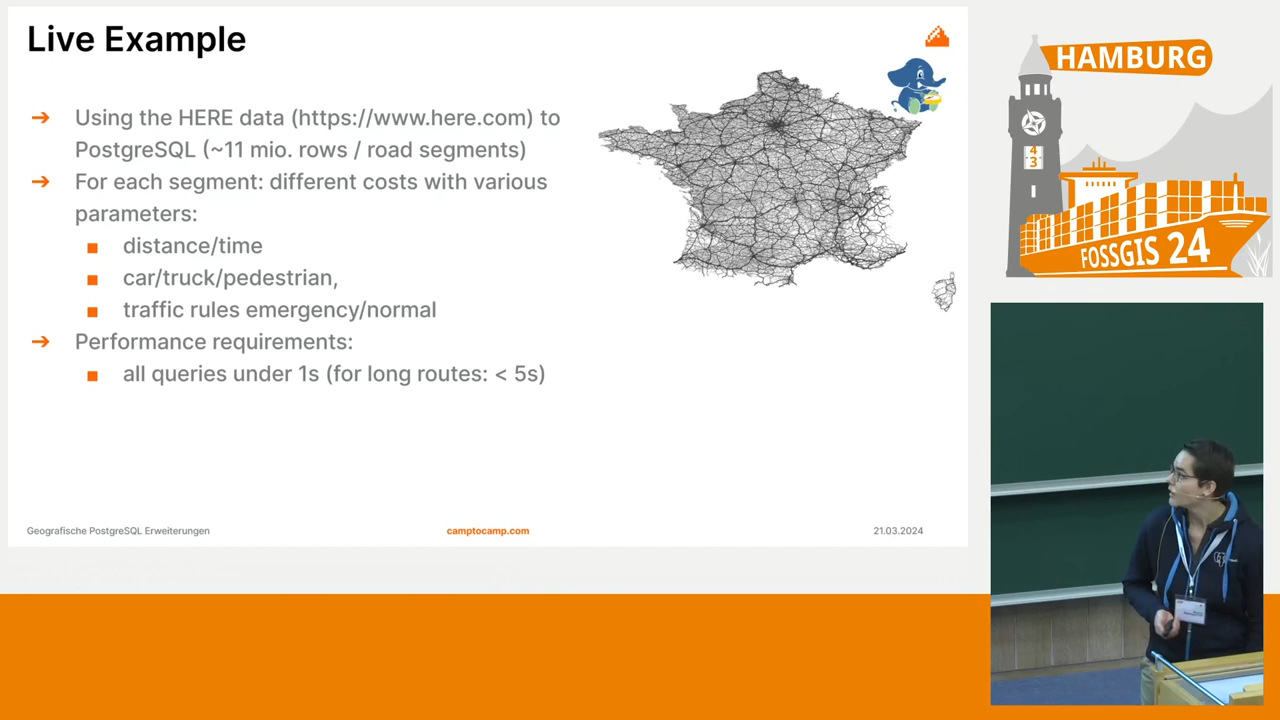 Live Example
➔ Using the HERE data (https://www.here.com) to
PostgreSQL (~11 mio. rows / road segments)
➔ For each segment: different costs with various
parameters:
■ distance/time
■ car/truck/pedestrian,
■ traffic rules emergency/normal
➔ Performance requirements:
■ all queries under 1s (for long routes: < 5s)
Geografische PostgreSQL Erweiterungen
camptocamp.com
21.03.2024
HAMBURG
4
3
FOSSGIS 24